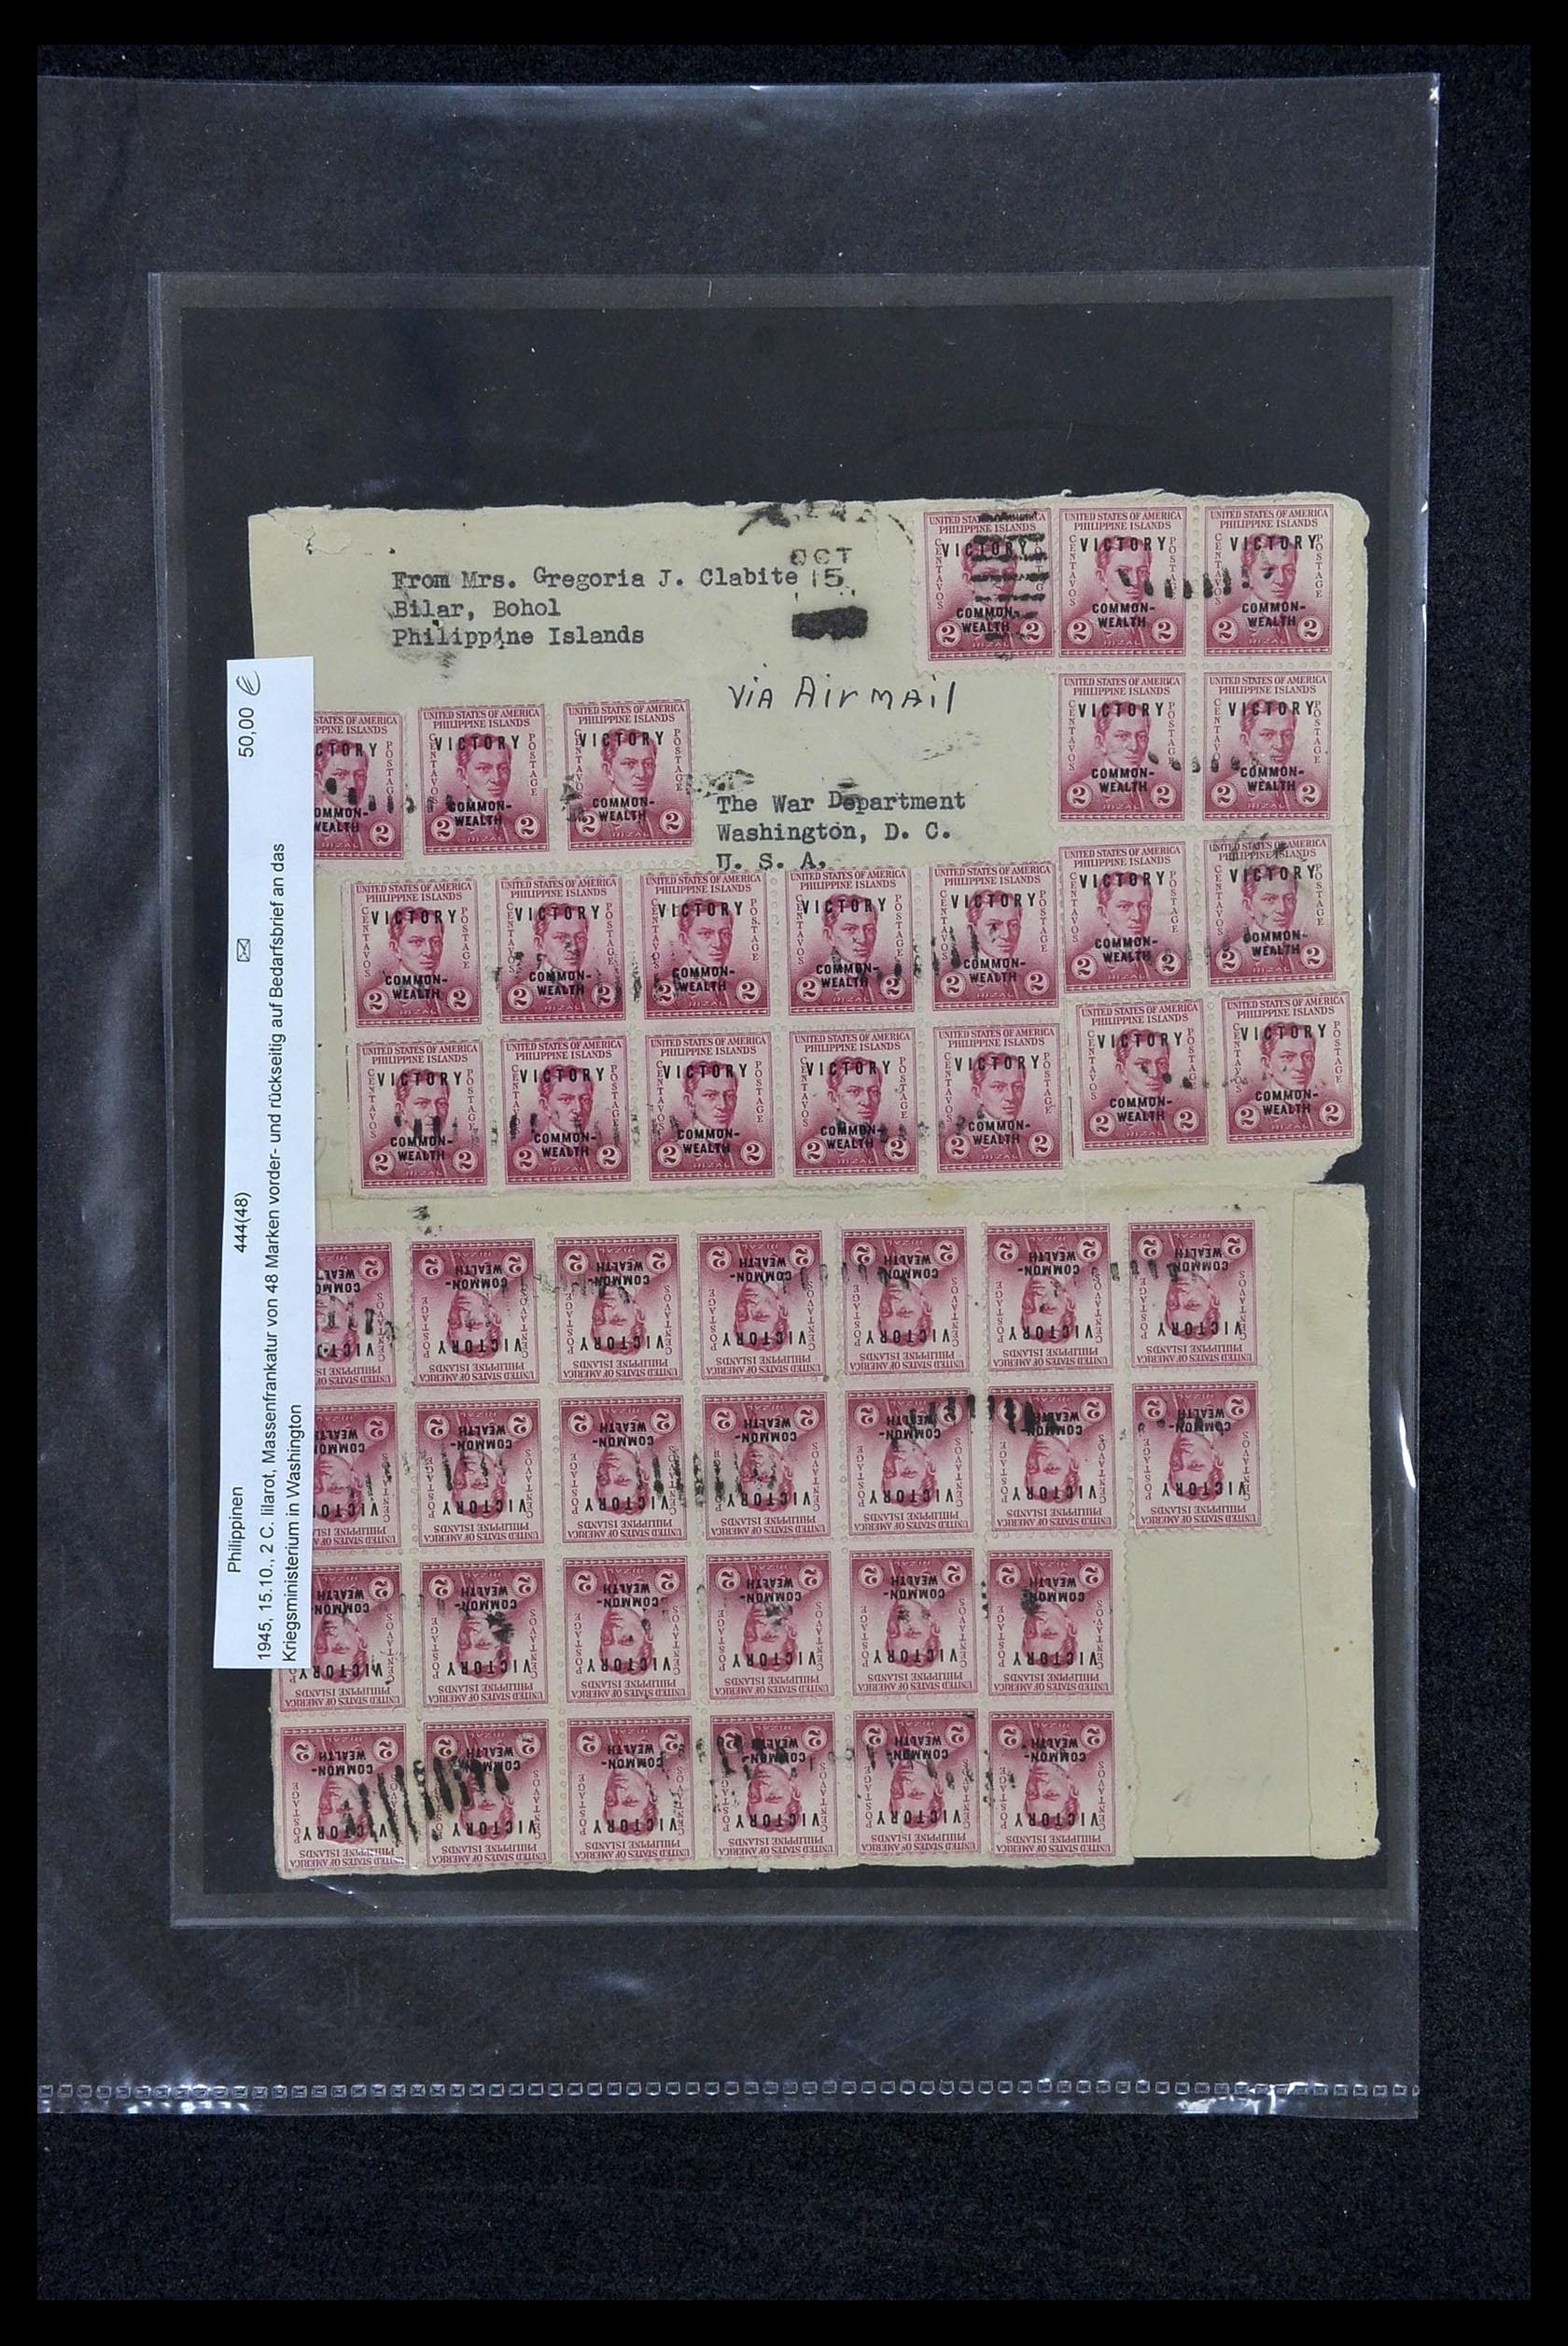 From Mrs. Gregoria J. Clabite
Bilar, Bohol
Philippine Islands
OCT
15
VIA AIRMAIL
The War Department
Washington, D. C.
U. S. A.
Philippinen 444(48) 50,00 €
1945, 15.10., 2 C. lilarot, Massenfrankatur von 48 Marken vorder- und rückseitig auf Bedarfsbrief an das
Kriegsministerium in Washington
UNITED STATES OF AMERICA
PHILIPPINE ISLANDS
CENTAVOS
POSTAGE
VICTORY
COMMON-
WEALTH
2 2
RIZAL